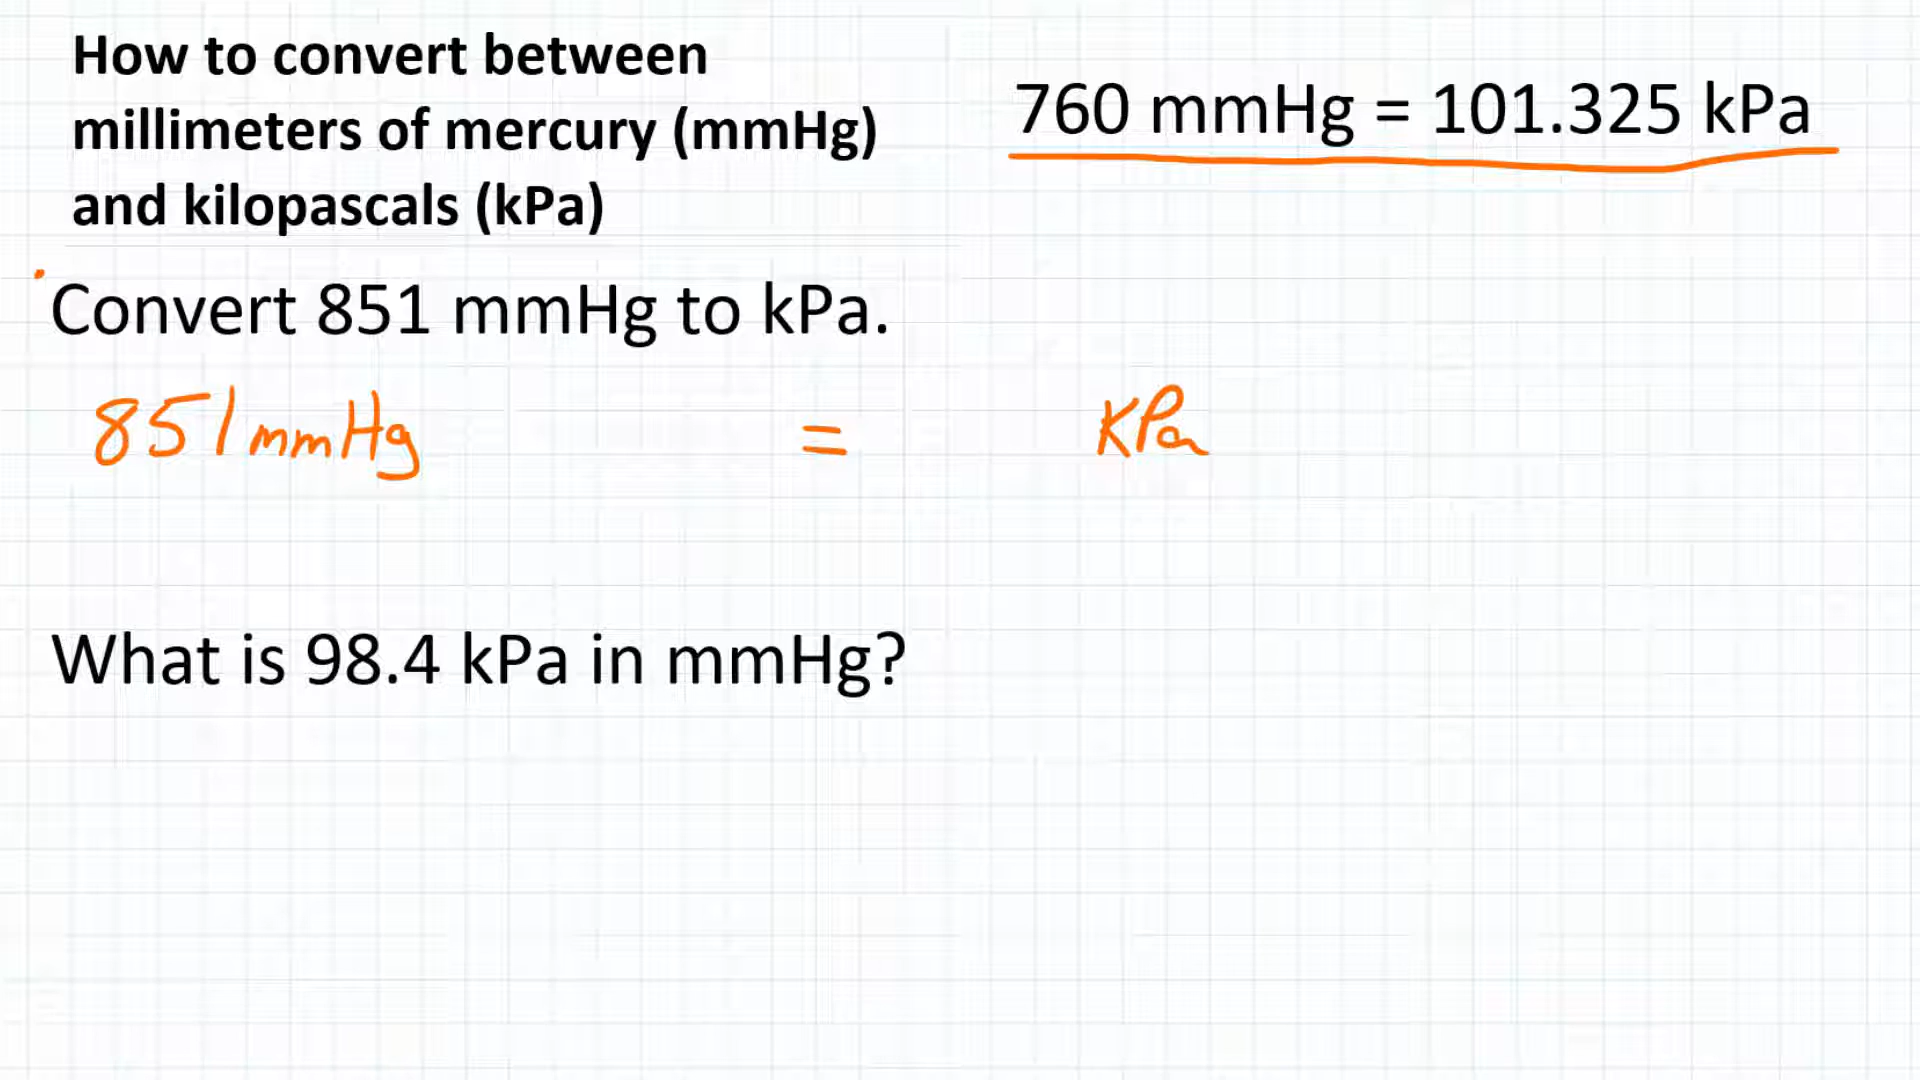 How to convert between
millimeters of mercury (mmHg)
and kilopascals (kPa)
760 mmHg = 101.325 kPa
Convert 851 mmHg to kPa.
851 mmHg = KPa
What is 98.4 kPa in mmHg?